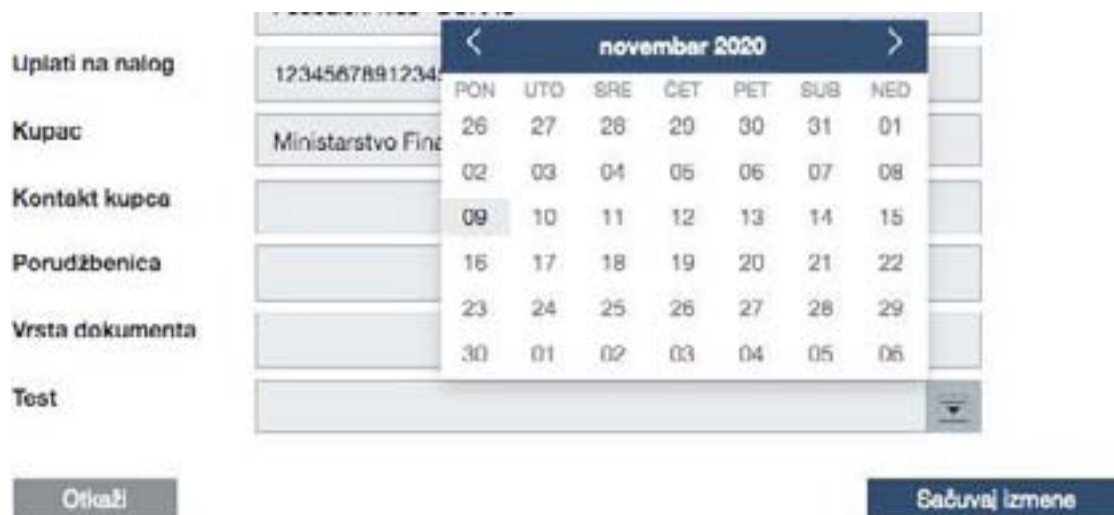 novembar 2020
Uplati na nalog
1234567891234
PON UTO SRE ČET PET SUB NED
26 27 28 29 30 31 01
Kupac
Ministarstvo Fina
02 03 04 05 06 07 08
Kontakt kupca
09 10 11 12 13 14 15
Porudžbenica
16 17 18 19 20 21 22
23 24 25 26 27 28 29
Vrsta dokumenta
30 01 02 03 04 05 06
Test
Otkaži
Sačuvaj izmene